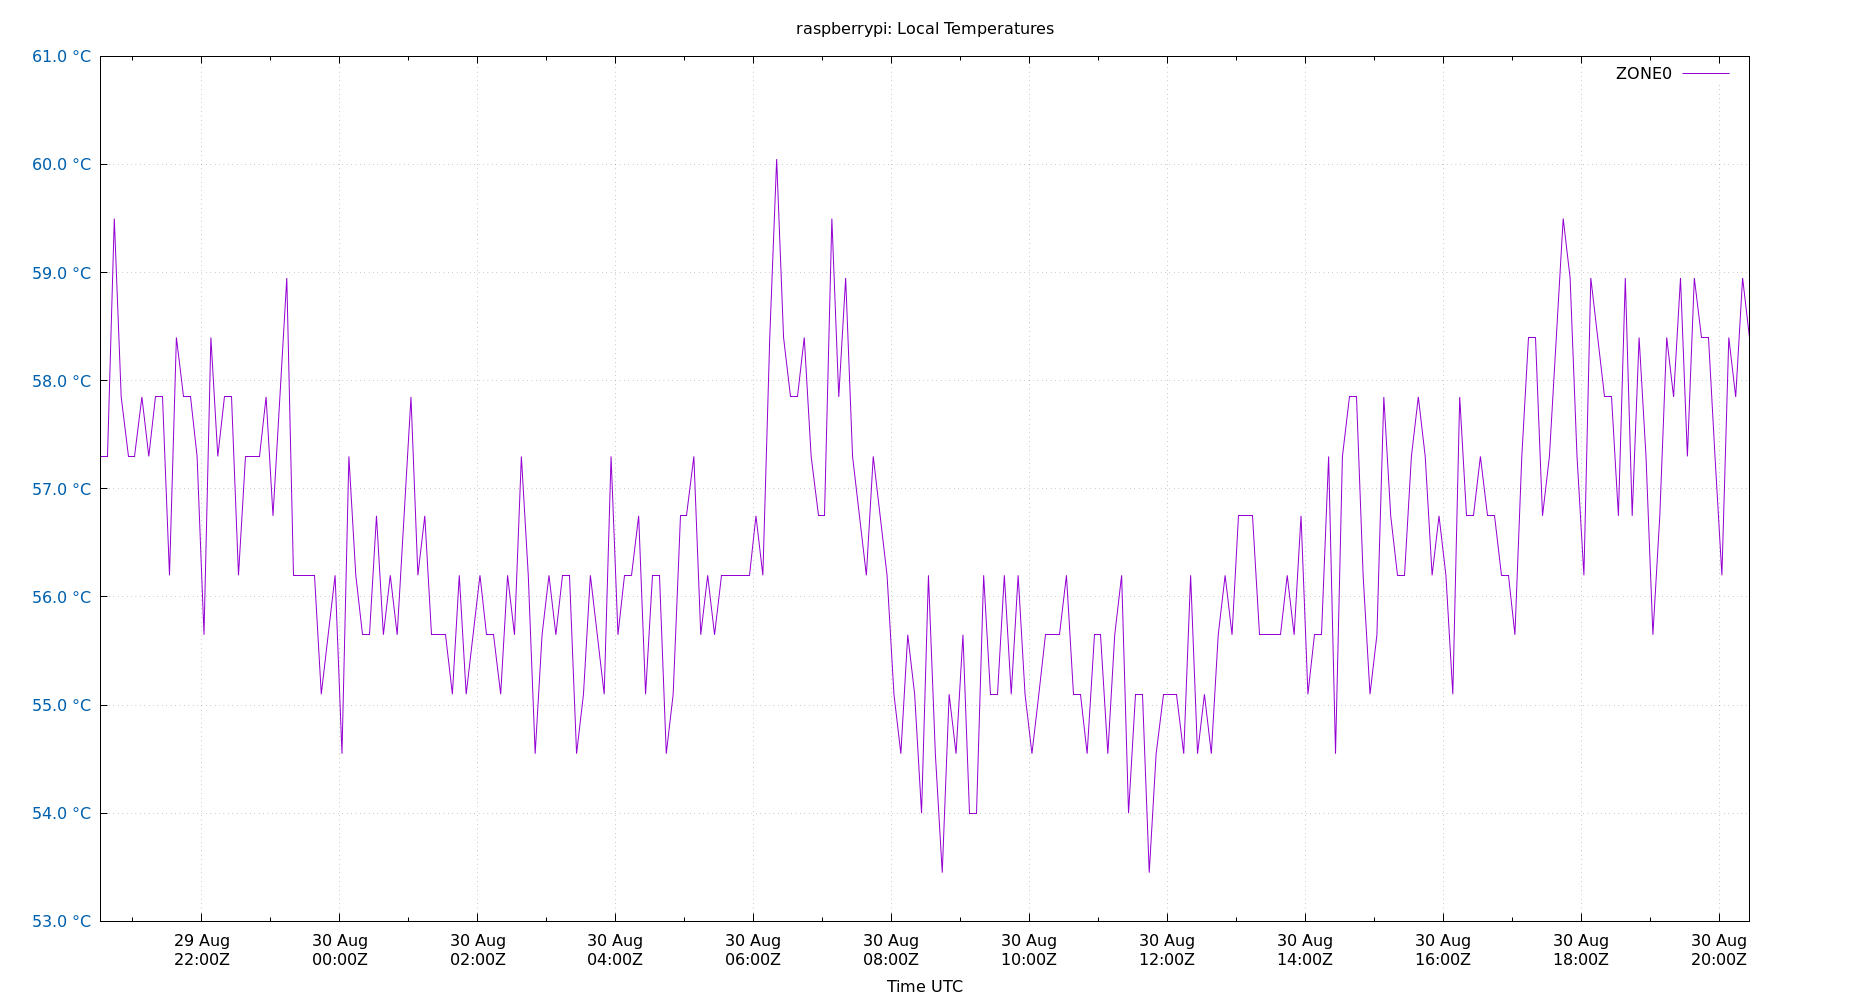 raspberrypi: Local Temperatures
61.0 °C
ZONE0
60.0 °C
59.0 °C
58.0 °C
57.0 °C
56.0 °C
55.0 °C
54.0 °C
53.0 °C
29 Aug 30 Aug 30 Aug 30 Aug 30 Aug 30 Aug 30 Aug 30 Aug 30 Aug 30 Aug 30 Aug 30 Aug
22:00Z 00:00Z 02:00Z 04:00Z 06:00Z 08:00Z 10:00Z 12:00Z 14:00Z 16:00Z 18:00Z 20:00Z
Time UTC